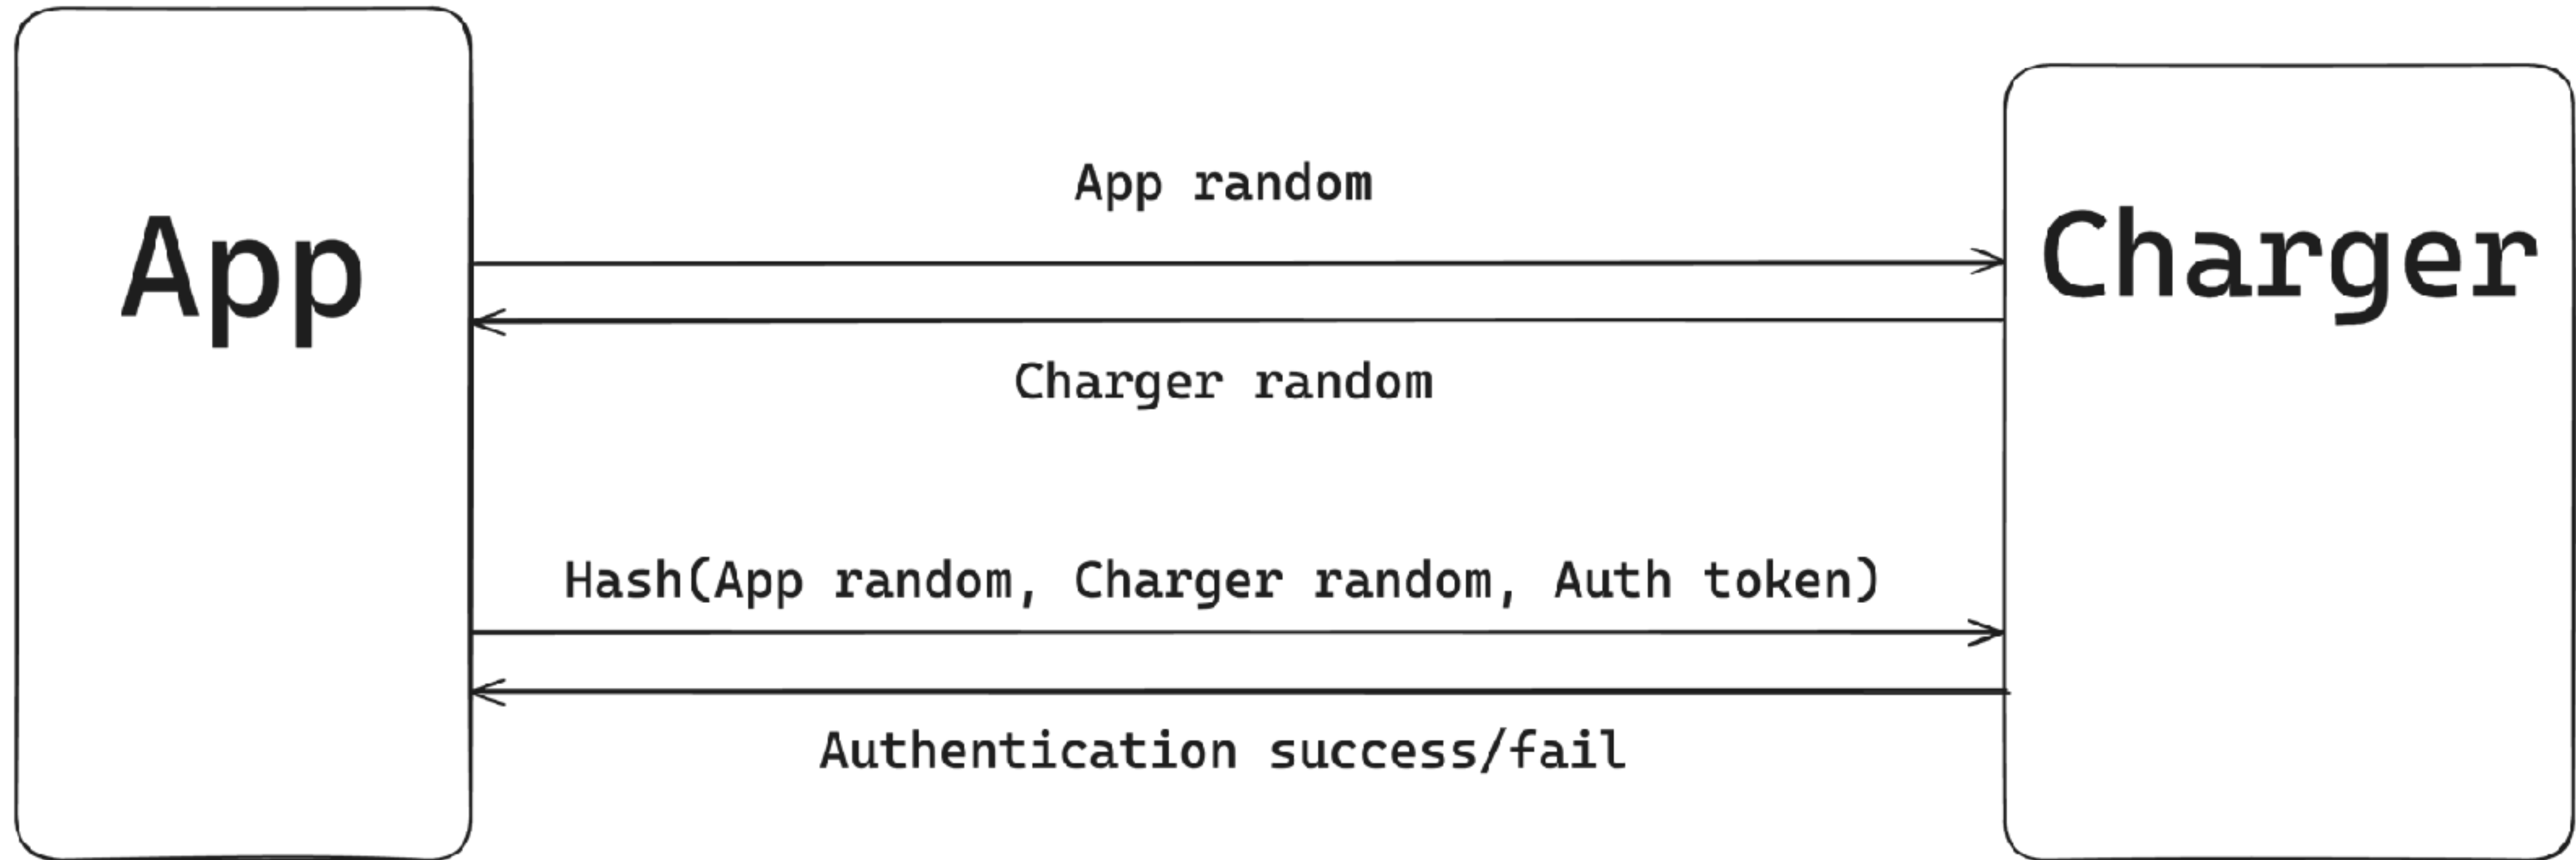 App random
App
Charger
Charger random
Hash(App random, Charger random, Auth token)
Authentication success/fail